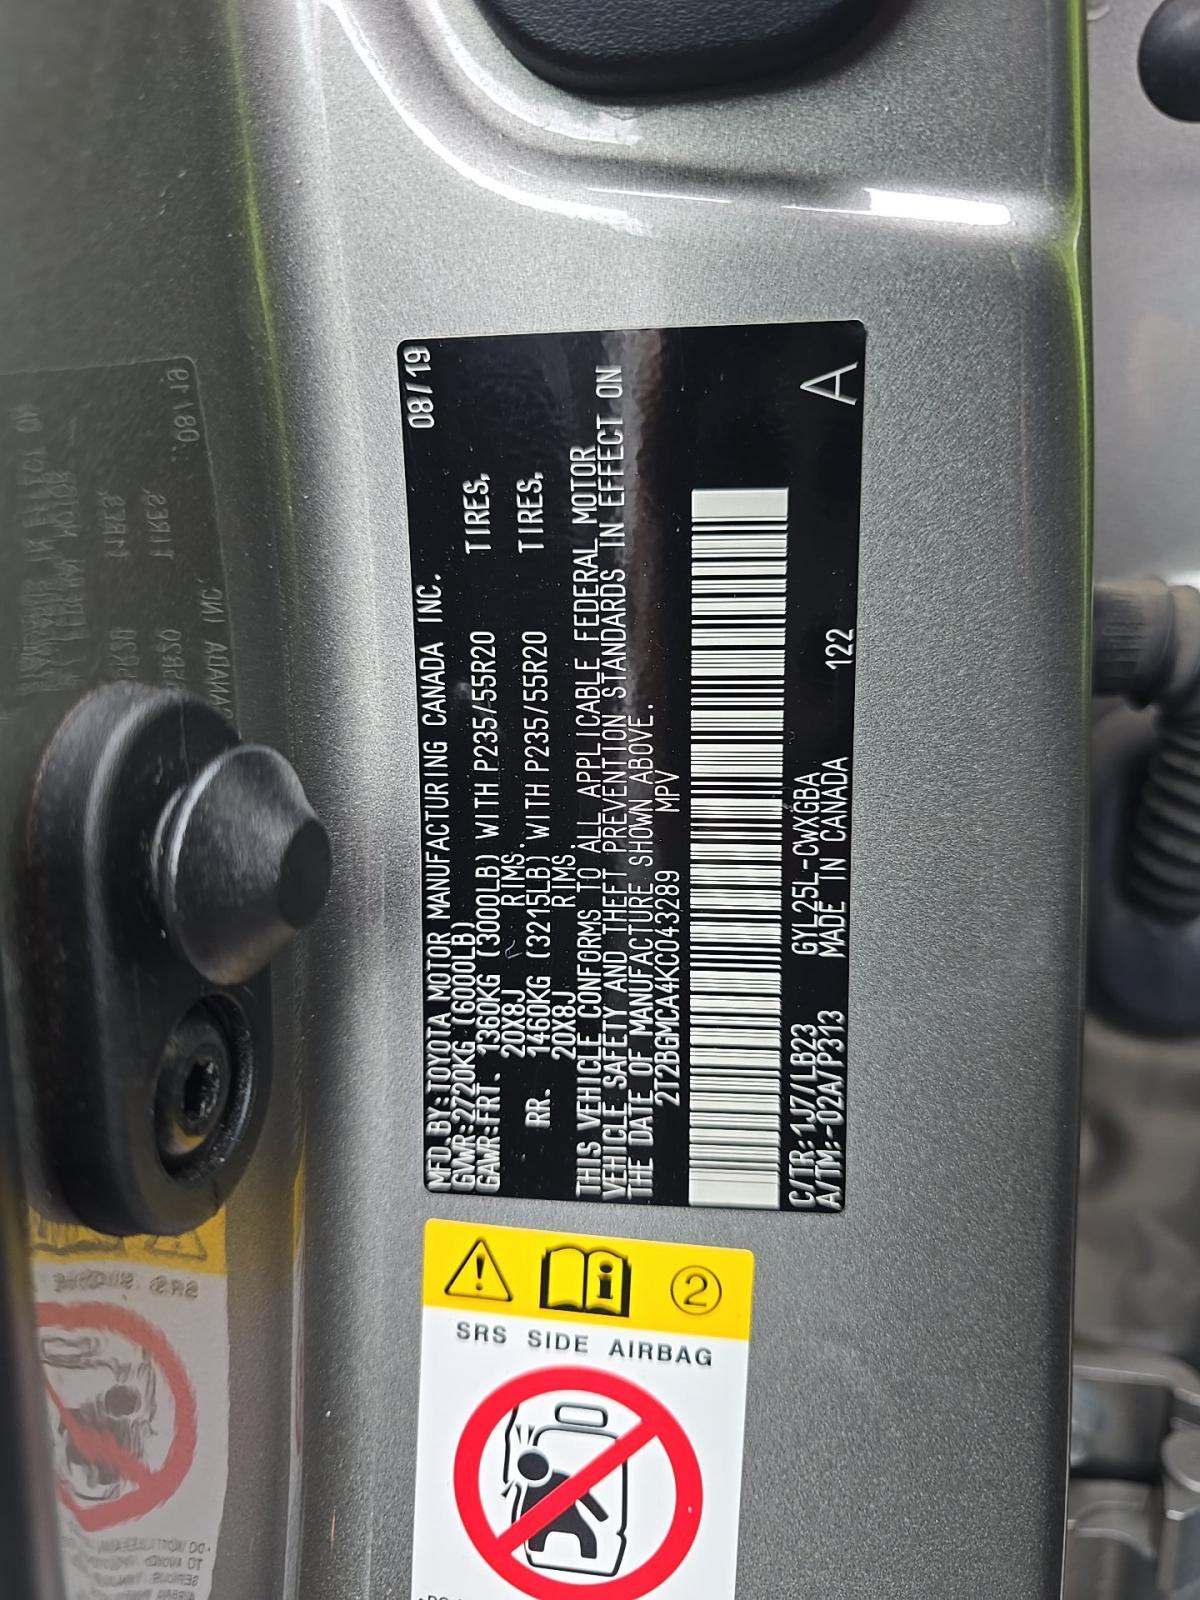 08/19
MFD. BY: TOYOTA MOTOR MANUFACTURING CANADA INC.
GVWR: 2720KG (6000LB)
GAWR: FRT. 1360KG (3000LB) WITH P235/55R20 TIRES,
20X8J RIMS.
RR. 1460KG (3215LB) WITH P235/55R20 TIRES,
20X8J RIMS.
THIS VEHICLE CONFORMS TO ALL APPLICABLE FEDERAL MOTOR
VEHICLE SAFETY AND THEFT PREVENTION STANDARDS IN EFFECT ON
THE DATE OF MANUFACTURE SHOWN ABOVE.
2T2BGMCA4KC043289 MPV
C/TR: 1J7/LB23 GYL25L-CWXGBA
A/TM: -02A/P313 MADE IN CANADA 122
A
2
SRS SIDE AIRBAG